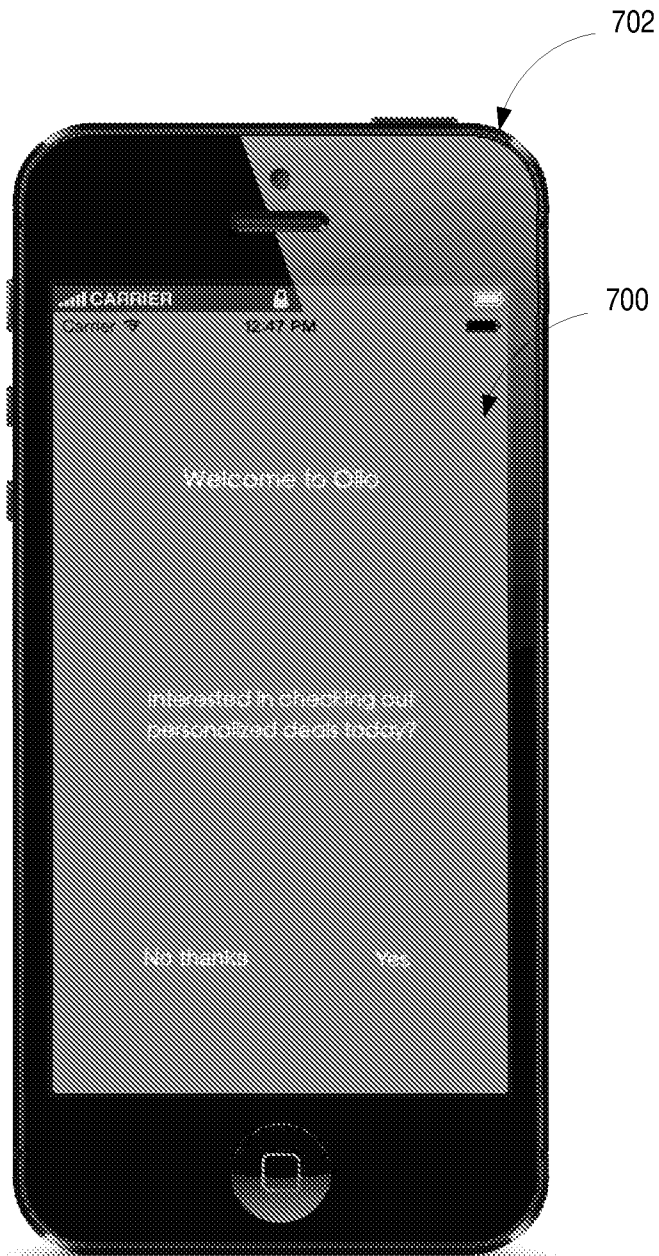 702
CARRIER
Carrier 12:47 PM
700
Welcome to
Interested in checking out
personalized deals today?
No thanks Yes